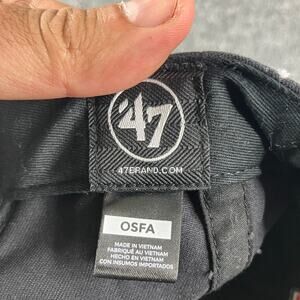 47
47BRAND.COM
OSFA
MADE IN VIETNAM
FABRIQUÉ AU VIETNAM
HECHO EN VIETNAM
CON INSUMOS IMPORTADOS